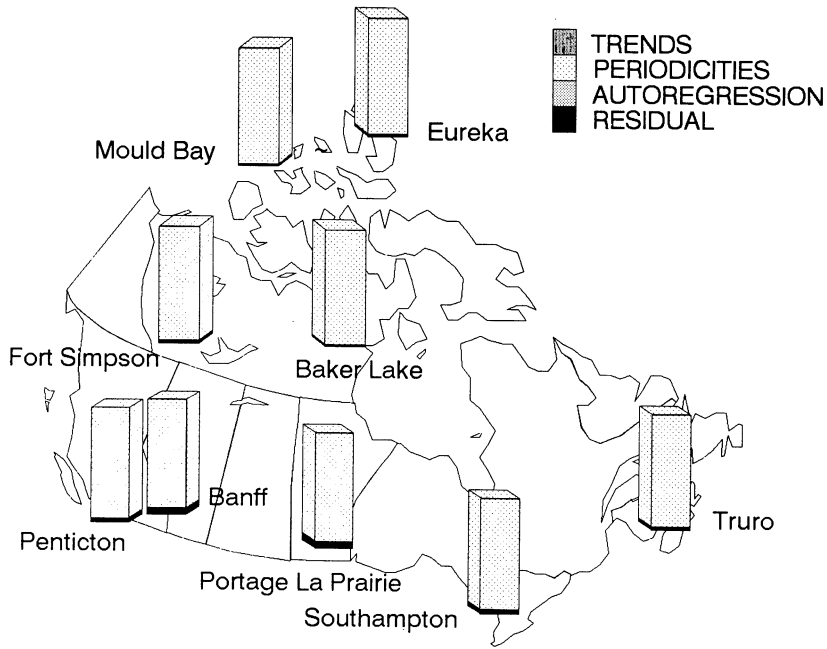 TRENDS
PERIODICITIES
AUTOREGRESSION
RESIDUAL
Eureka
Mould Bay
Fort Simpson
Baker Lake
Banff
Penticton
Truro
Portage La Prairie
Southampton